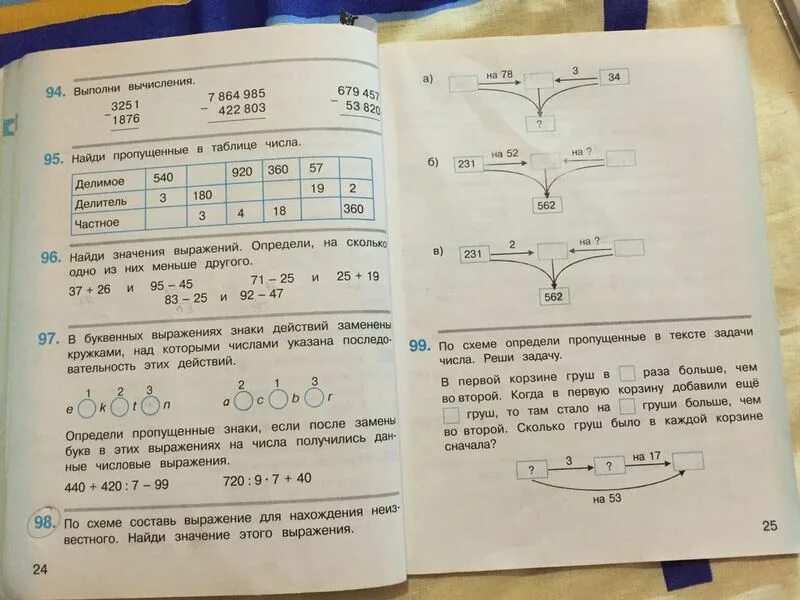 94. Выполни вычисления.
- 3251 - 7 864 985 - 679 457
1876 422 803 53 820
95. Найди пропущенные в таблице числа.
Делимое 540 920 360 57
Делитель 3 180 19 2
Частное 3 4 18 360
96. Найди значения выражений. Определи, на сколько
одно из них меньше другого.
37 + 26 и 95 – 45 71 – 25 и 25 + 19
83 – 25 и 92 – 47
97. В буквенных выражениях знаки действий заменены
кружками, над которыми числами указана последо-
вательность этих действий.
1 2 3 2 1 3
e k t n a c b r
Определи пропущенные знаки, если после замены
букв в этих выражениях на числа получились дан-
ные числовые выражения.
440 + 420 : 7 – 99 720 : 9 · 7 + 40
98. По схеме составь выражение для нахождения неиз-
вестного. Найди значение этого выражения.
24
а) на 78 3 34
?
б) 231 на 52 на ?
562
в) 231 2 на ?
562
99. По схеме определи пропущенные в тексте задачи
числа. Реши задачу.
В первой корзине груш в раза больше, чем
во второй. Когда в первую корзину добавили ещё
груш, то там стало на груши больше, чем
во второй. Сколько груш было в каждой корзине
сначала?
? 3 ? на 17
на 53
25